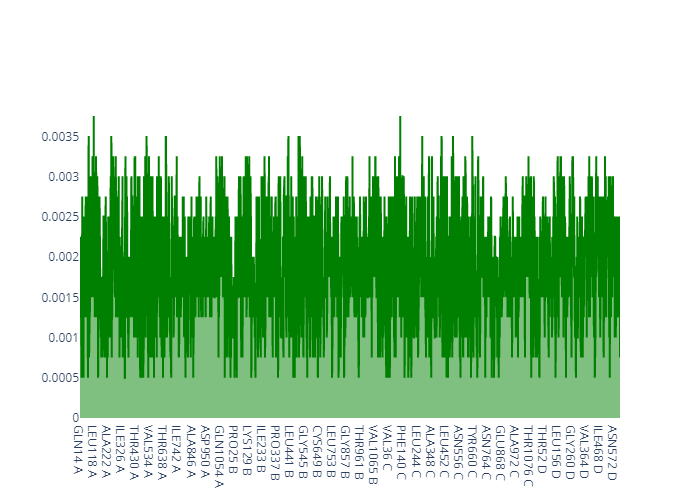 0.0035
0.003
0.0025
0.002
0.0015
0.001
0.0005
0
GLN14 A
LEU118 A
ALA222 A
ILE326 A
THR430 A
VAL534 A
THR638 A
ILE742 A
ALA846 A
ASP950 A
GLN1054 A
PRO25 B
LYS129 B
ILE233 B
PRO337 B
LEU441 B
GLY545 B
CYS649 B
LEU753 B
GLY857 B
THR961 B
VAL1065 B
VAL36 C
PHE140 C
LEU244 C
ALA348 C
LEU452 C
ASN556 C
TYR660 C
ASN764 C
GLU868 C
ALA972 C
THR1076 C
THR52 D
LEU156 D
GLY260 D
VAL364 D
ILE468 D
ASN572 D